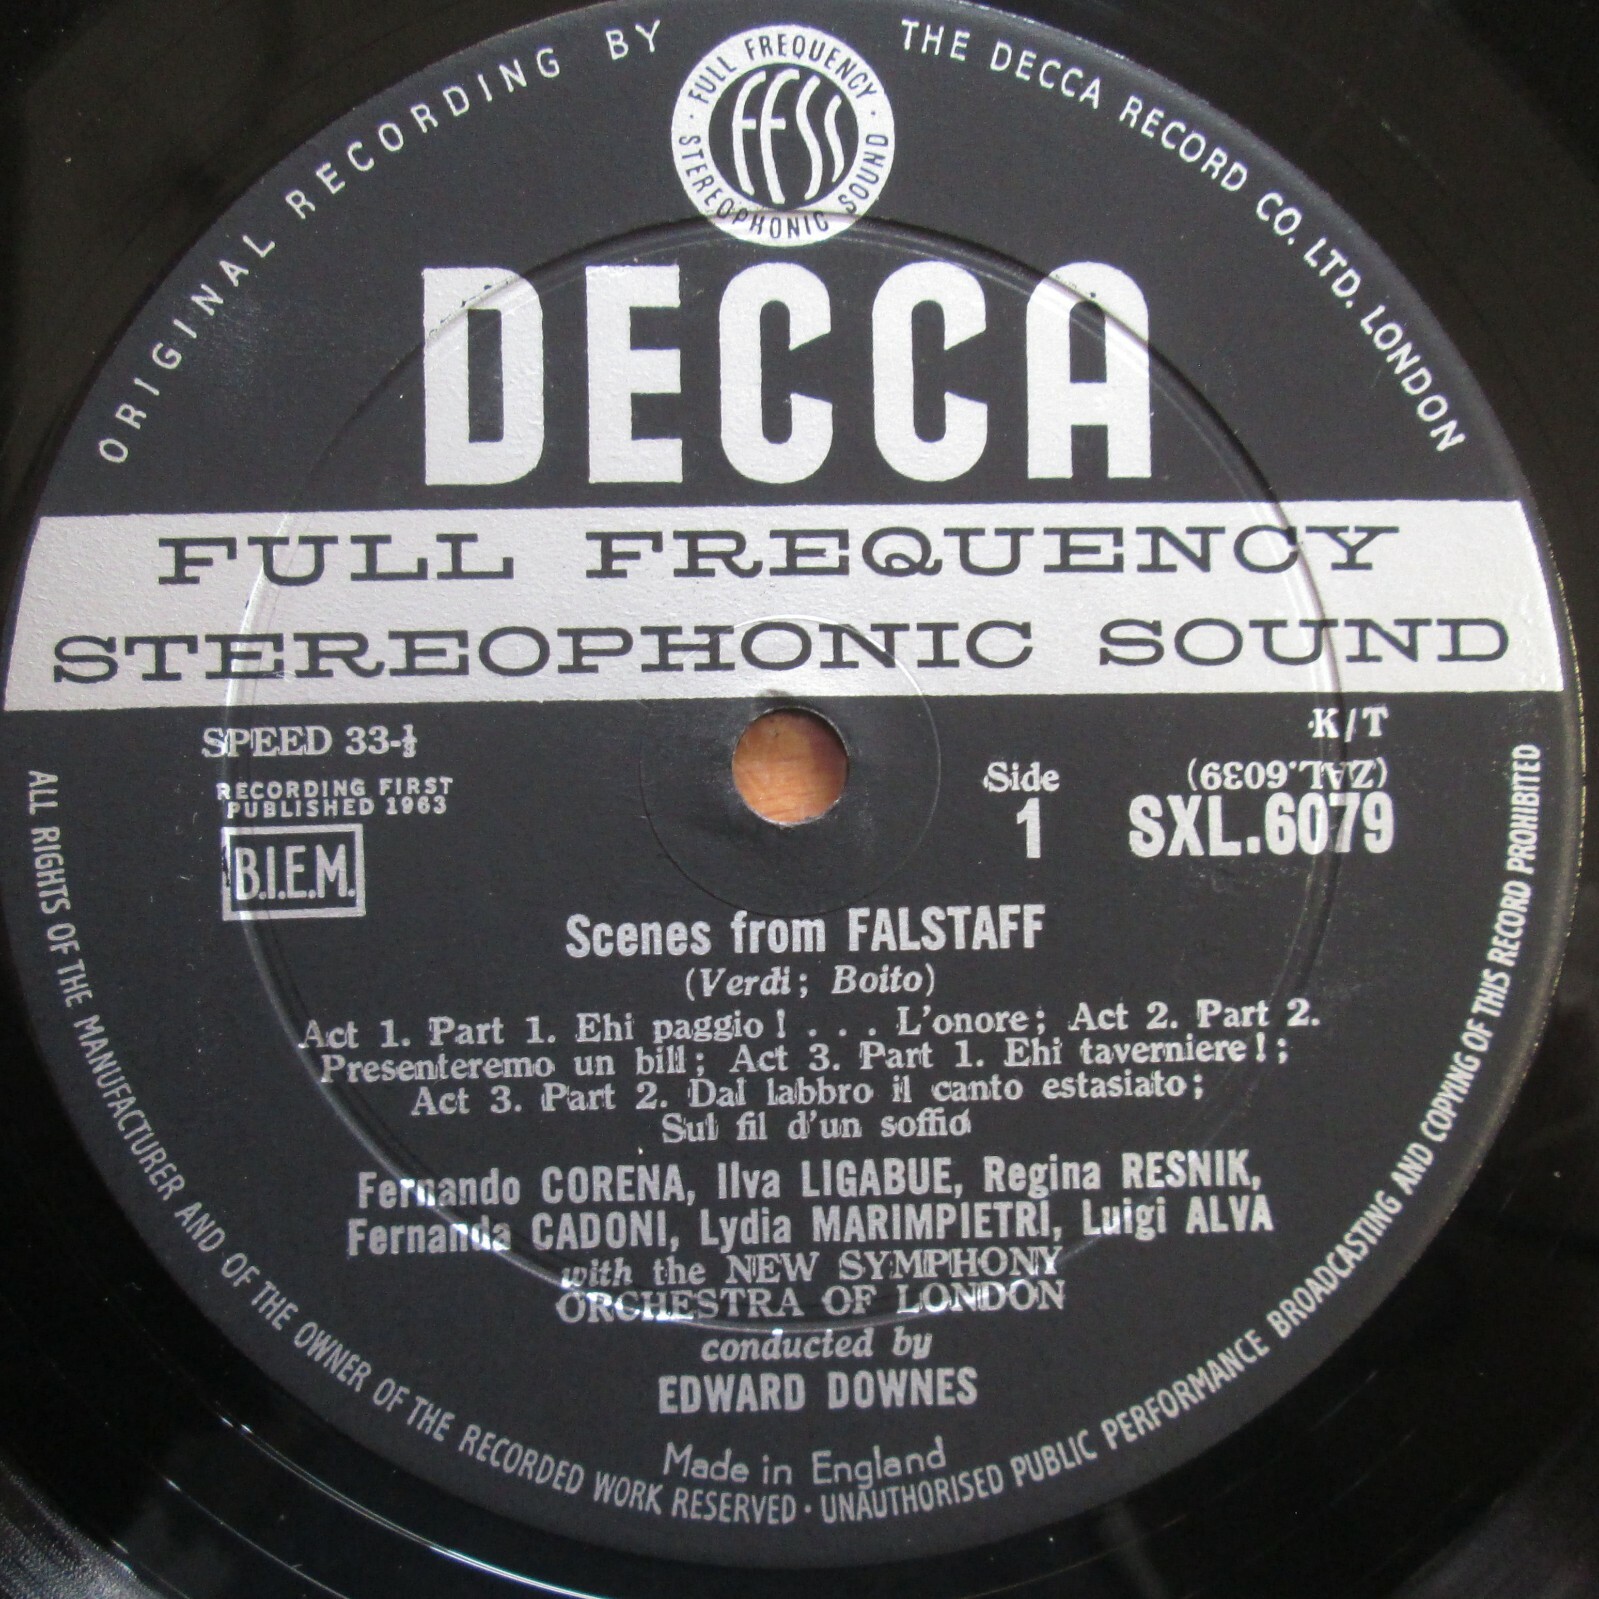 ORIGINAL RECORDING BY THE DECCA RECORD CO. LTD. LONDON
· FULL FREQUENCY · STEREOPHONIC SOUND
FFSS
DECCA
FULL FREQUENCY
STEREOPHONIC SOUND
SPEED 33-⅓
RECORDING FIRST
PUBLISHED 1963
B.I.E.M.
K/T
Side
1
(ZAL.6039)
SXL.6079
Scenes from FALSTAFF
(Verdi; Boito)
Act 1. Part 1. Ehi paggio! . . . L'onore; Act 2. Part 2.
Presenteremo un bill; Act 3. Part 1. Ehi taverniere!;
Act 3. Part 2. Dal labbro il canto estasiato;
Sul fil d'un soffio
Fernando CORENA, Ilva LIGABUE, Regina RESNIK,
Fernanda CADONI, Lydia MARIMPIETRI, Luigi ALVA
with the NEW SYMPHONY
ORCHESTRA OF LONDON
conducted by
EDWARD DOWNES
Made in England
ALL RIGHTS OF THE MANUFACTURER AND OF THE OWNER OF THE RECORDED WORK RESERVED · UNAUTHORISED PUBLIC PERFORMANCE BROADCASTING AND COPYING OF THIS RECORD PROHIBITED